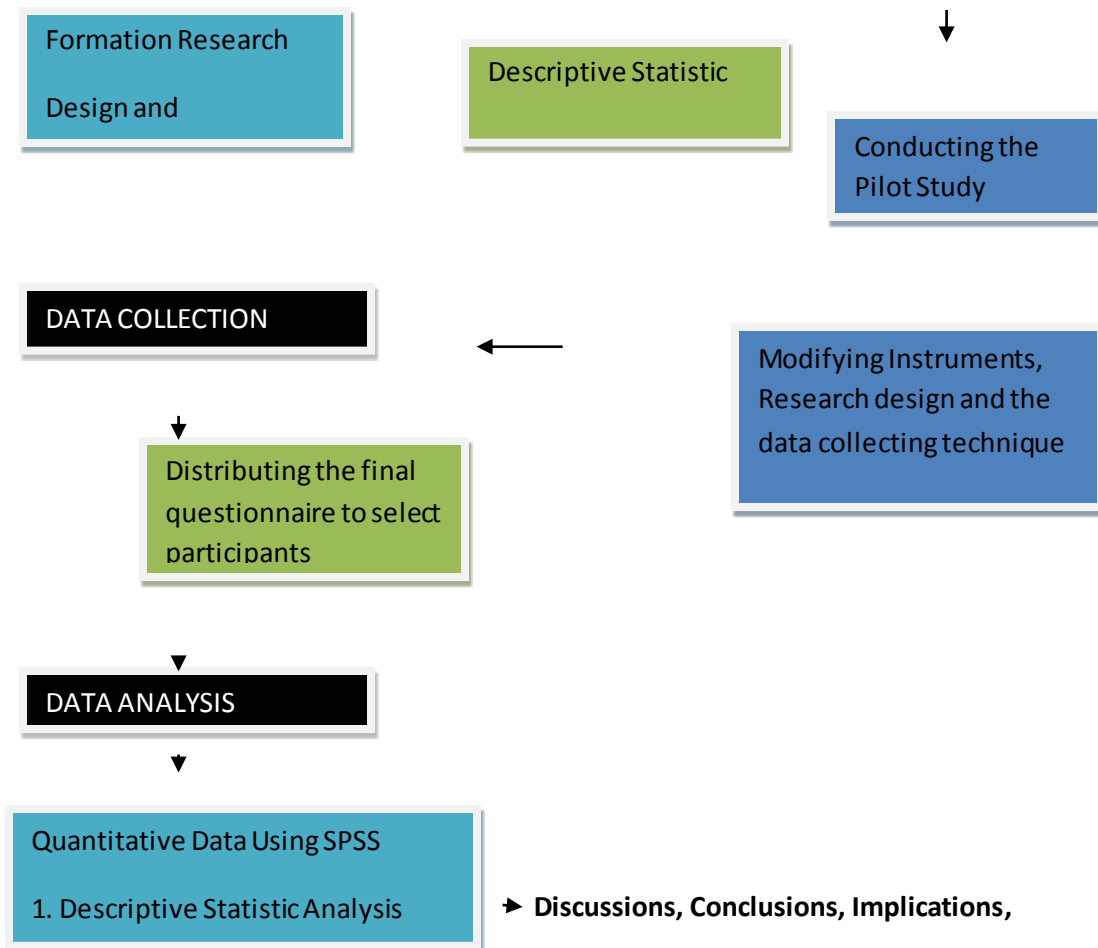 Formation Research
Design and
Descriptive Statistic
Conducting the
Pilot Study
DATA COLLECTION
Modifying Instruments,
Research design and the
data collecting technique
Distributing the final
questionnaire to select
participants
DATA ANALYSIS
Quantitative Data Using SPSS
1. Descriptive Statistic Analysis
Discussions, Conclusions, Implications,